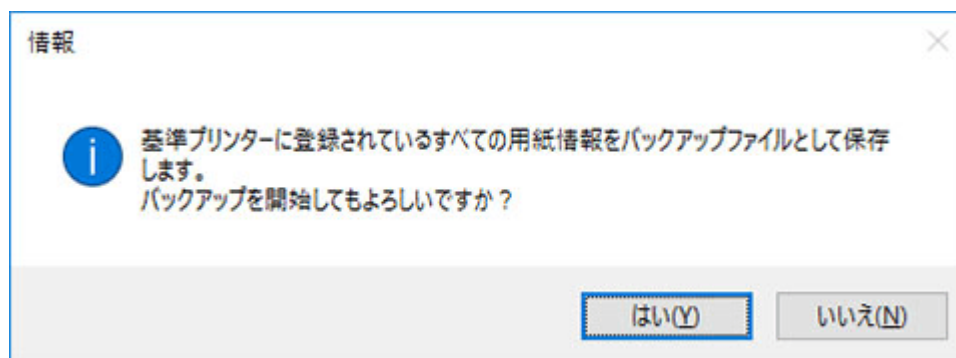 情報
基準プリンターに登録されているすべての用紙情報をバックアップファイルとして保存
します。
バックアップを開始してもよろしいですか？
はい(Y)
いいえ(N)